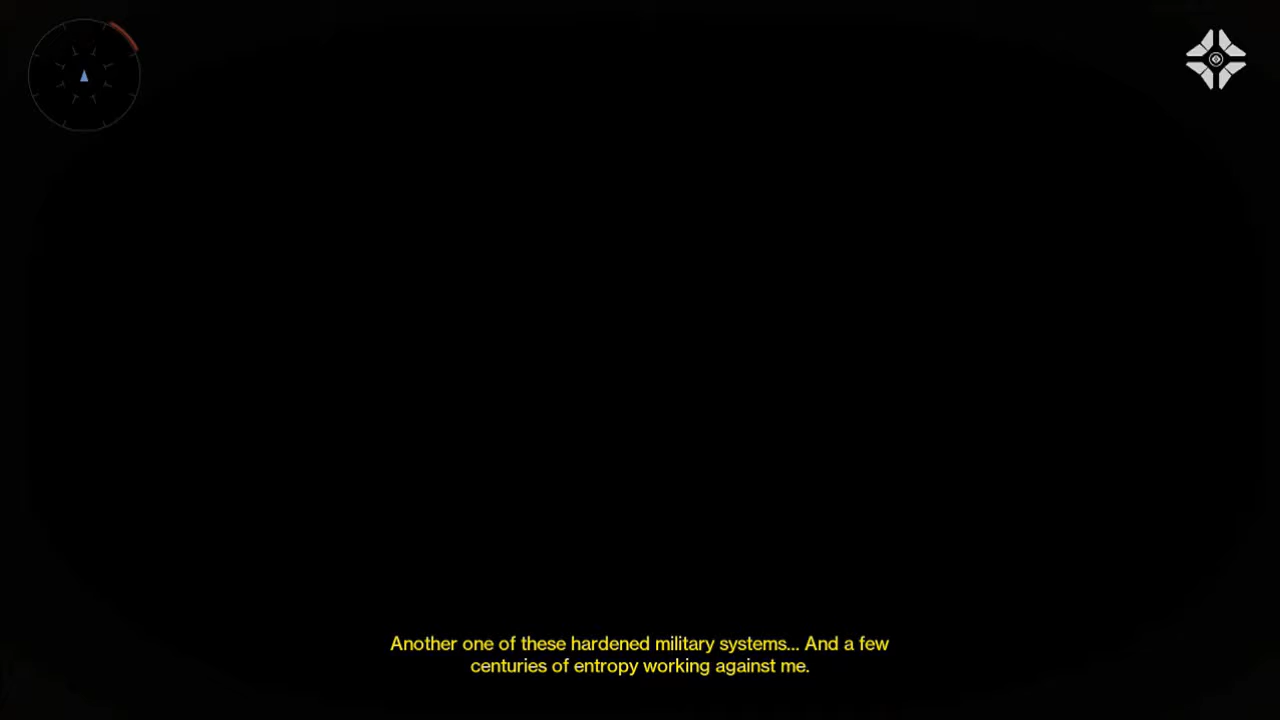 Another one of these hardened military systems... And a few
centuries of entropy working against me.